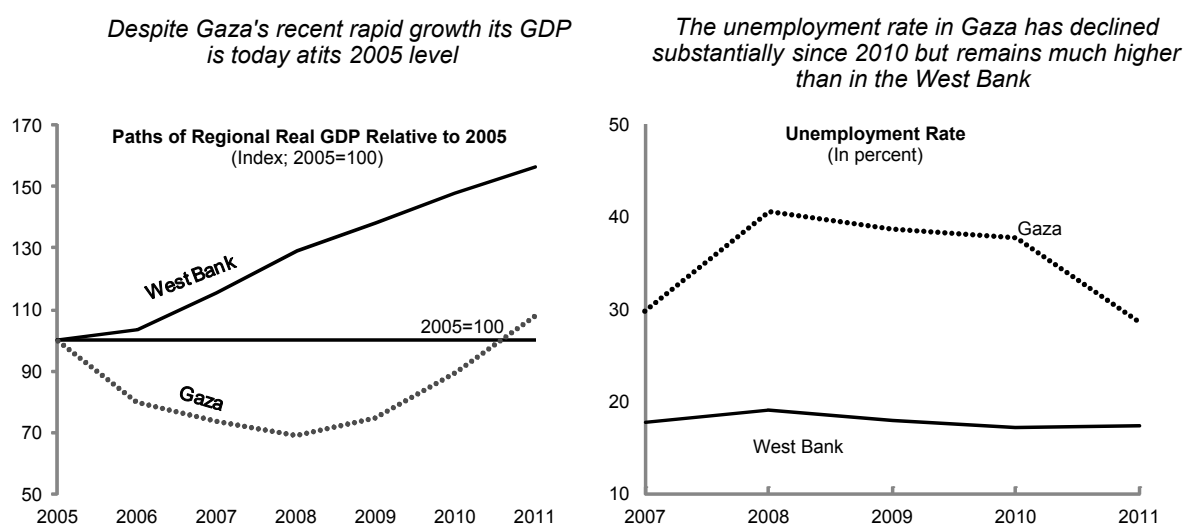 Despite Gaza's recent rapid growth its GDP
is today atits 2005 level
170
150
130
110
90
70
50
Paths of Regional Real GDP Relative to 2005
(Index; 2005=100)
West Bank
2005=100
Gaza
2005 2006 2007 2008 2009 2010 2011
The unemployment rate in Gaza has declined
substantially since 2010 but remains much higher
than in the West Bank
50
40
30
20
10
Unemployment Rate
(In percent)
Gaza
West Bank
2007 2008 2009 2010 2011